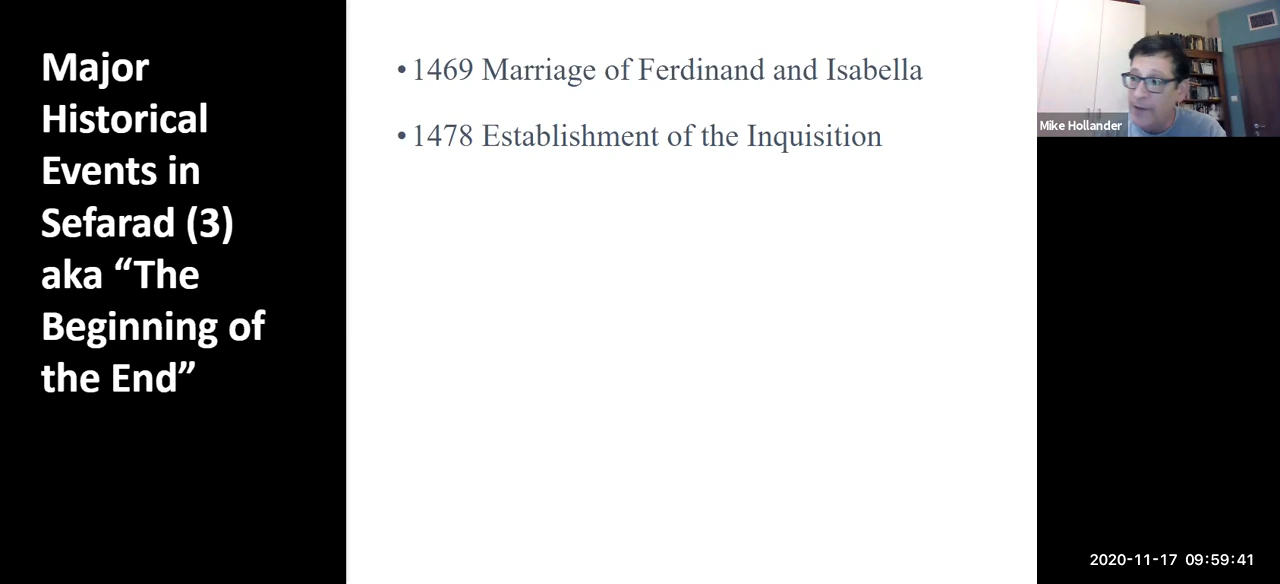 Major
Historical
Events in
Sefarad (3)
aka “The
Beginning of
the End”
• 1469 Marriage of Ferdinand and Isabella
• 1478 Establishment of the Inquisition
Mike Hollander
2020-11-17 09:59:41